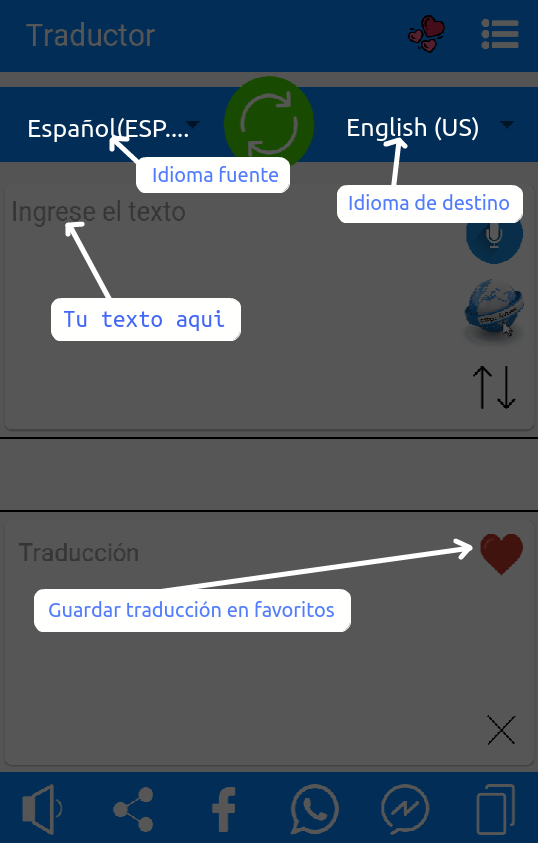 Traductor
Español(ESP....
English (US)
Idioma fuente
Idioma de destino
Ingrese el texto
Tu texto aqui
Traducción
Guardar traducción en favoritos